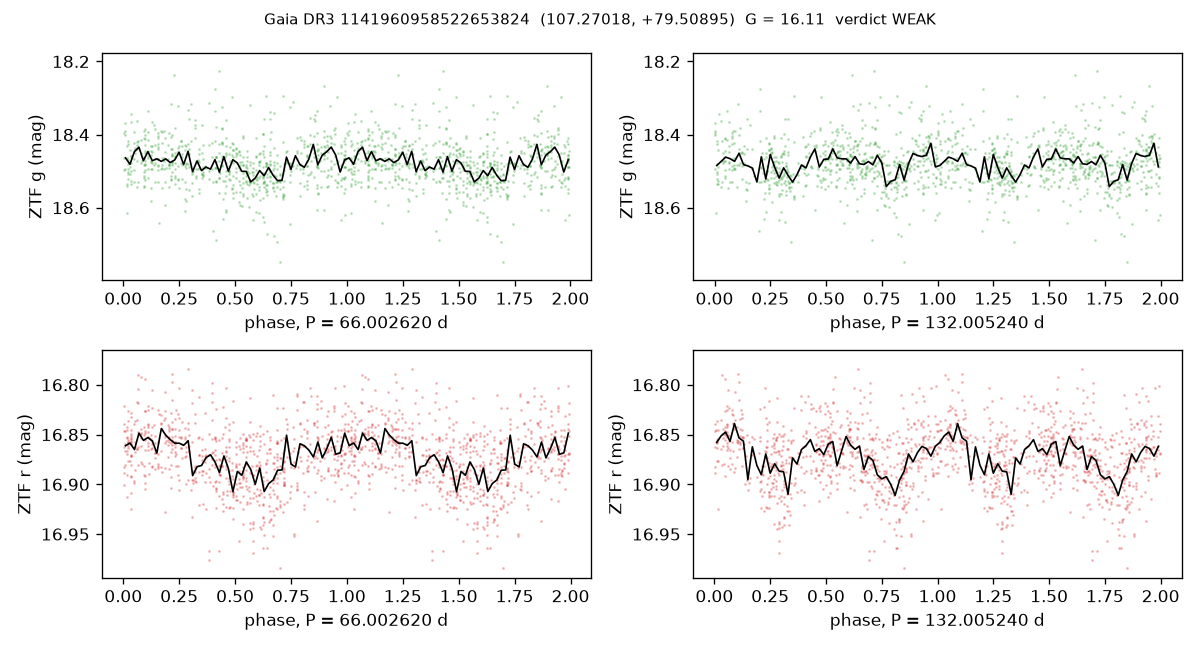 Gaia DR3 1141960958522653824  (107.27018, +79.50895)  G = 16.11  verdict WEAK
18.2
18.4
18.6
ZTF g (mag)
0.00 0.25 0.50 0.75 1.00 1.25 1.50 1.75 2.00
phase, P = 66.002620 d
18.2
18.4
18.6
ZTF g (mag)
0.00 0.25 0.50 0.75 1.00 1.25 1.50 1.75 2.00
phase, P = 132.005240 d
16.80
16.85
16.90
16.95
ZTF r (mag)
0.00 0.25 0.50 0.75 1.00 1.25 1.50 1.75 2.00
phase, P = 66.002620 d
16.80
16.85
16.90
16.95
ZTF r (mag)
0.00 0.25 0.50 0.75 1.00 1.25 1.50 1.75 2.00
phase, P = 132.005240 d